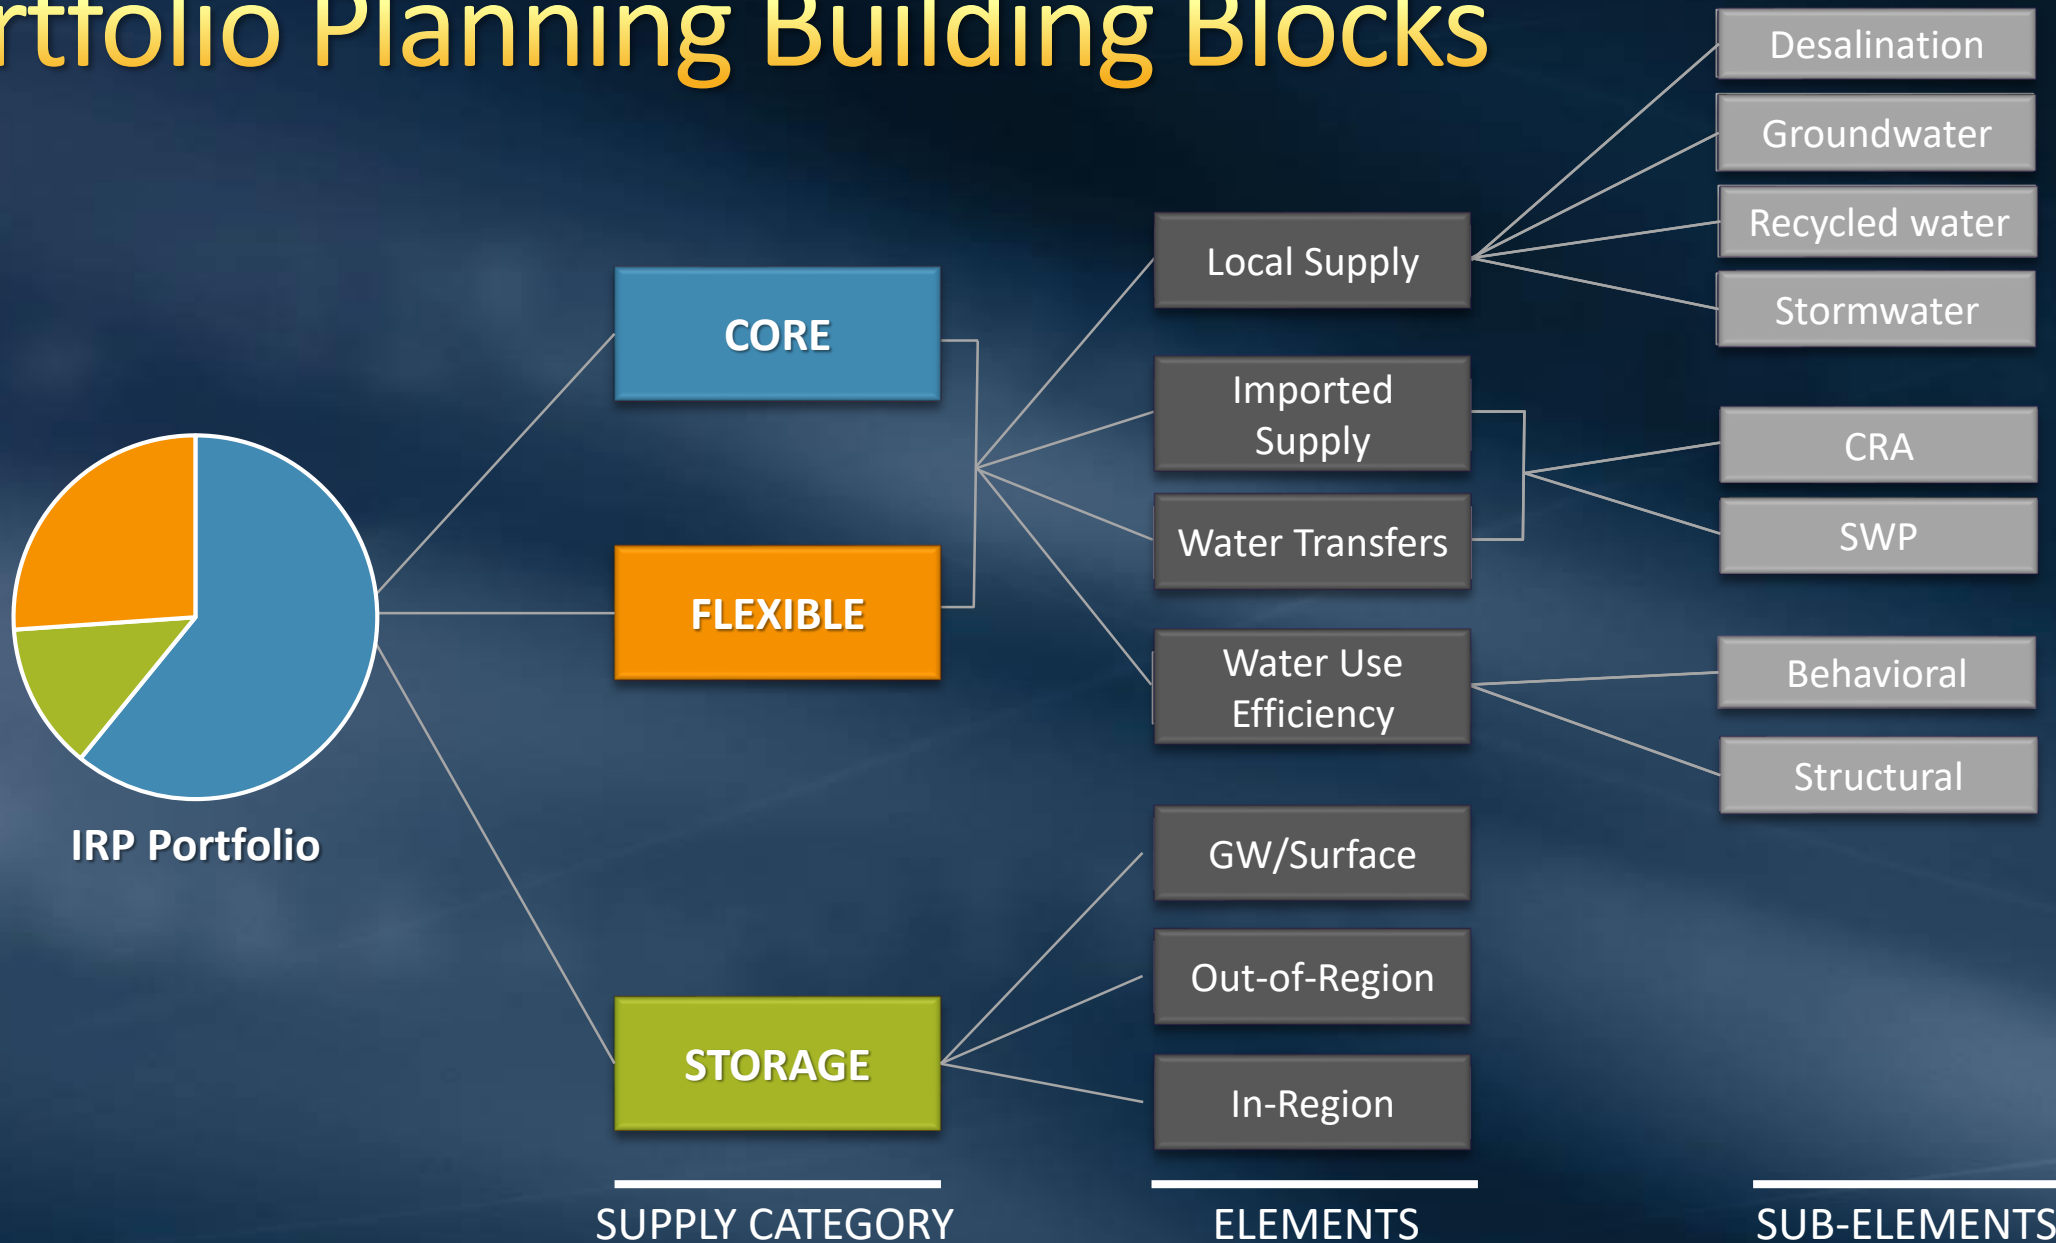 rtfolio Planning Building Blocks
Desalination
Groundwater
Recycled water
Stormwater
Local Supply
CORE
Imported
Supply
CRA
Water Transfers
SWP
FLEXIBLE
Water Use
Efficiency
Behavioral
Structural
IRP Portfolio
GW/Surface
Out-of-Region
STORAGE
In-Region
SUPPLY CATEGORY
ELEMENTS
SUB-ELEMENTS